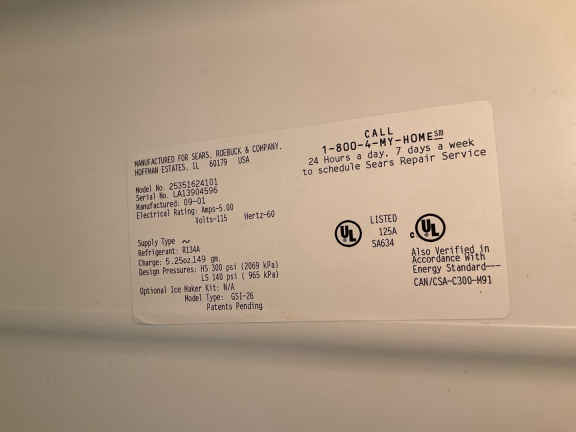 MANUFACTURED FOR SEARS, ROEBUCK & COMPANY.
HOFFMAN ESTATES, IL 60179 USA
Model No. 25351624101
Serial No. LA13904596
Manufactured: 09-01
Electrical Rating: Amps-5.00
Volts-115 Hertz-60
Supply Type ~
Refrigerant: R134A
Charge: 5.25oz.149 gm.
Design Pressures: HS 300 psi (2069 kPa)
LS 140 psi ( 965 kPa)
Optional Ice Maker Kit: N/A
Model Type: GSI-26
Patents Pending
CALL
1-800-4-MY-HOME SM
24 Hours a day, 7 days a week
to schedule Sears Repair Service
UL
LISTED
125A
5A634
c UL
Also Verified in
Accordance With
Energy Standard——
CAN/CSA-C300-M91